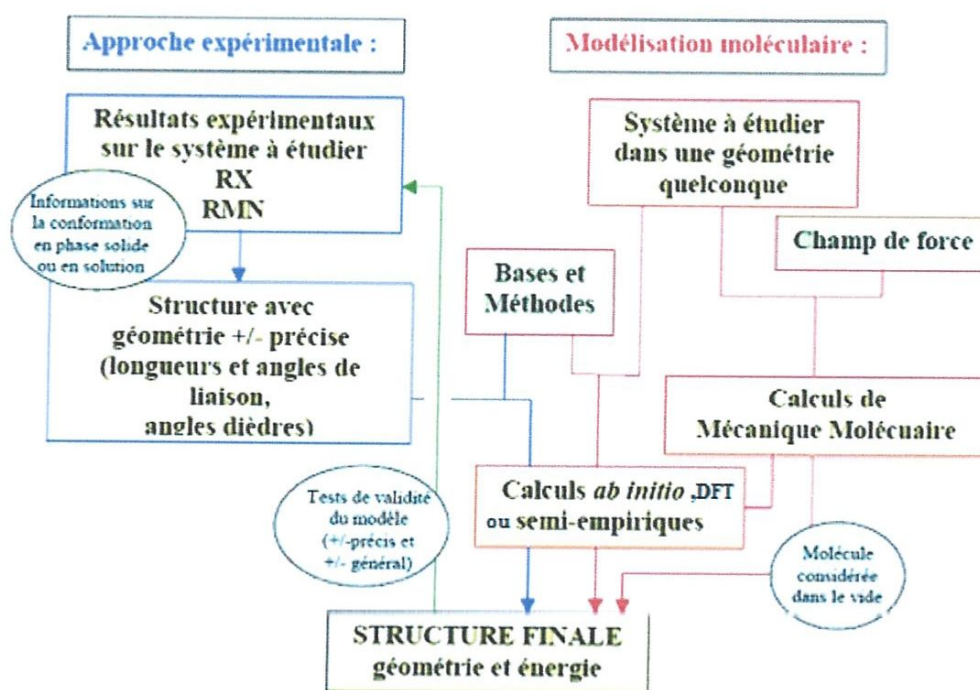 Approche expérimentale :
Modélisation moléculaire :
Résultats expérimentaux
sur le système à étudier
RX
RMN
Informations sur
la conformation
en phase solide
ou en solution
Structure avec
géométrie +/- précise
(longueurs et angles de
liaison,
angles dièdres)
Système à étudier
dans une géométrie
quelconque
Champ de force
Bases et
Méthodes
Calculs de
Mécanique Molécuaire
Tests de validité
du modèle
(+/-précis et
+/- général)
Calculs ab initio ,DFT
ou semi-empiriques
Molécule
considérée
dans le vide
STRUCTURE FINALE
géométrie et énergie